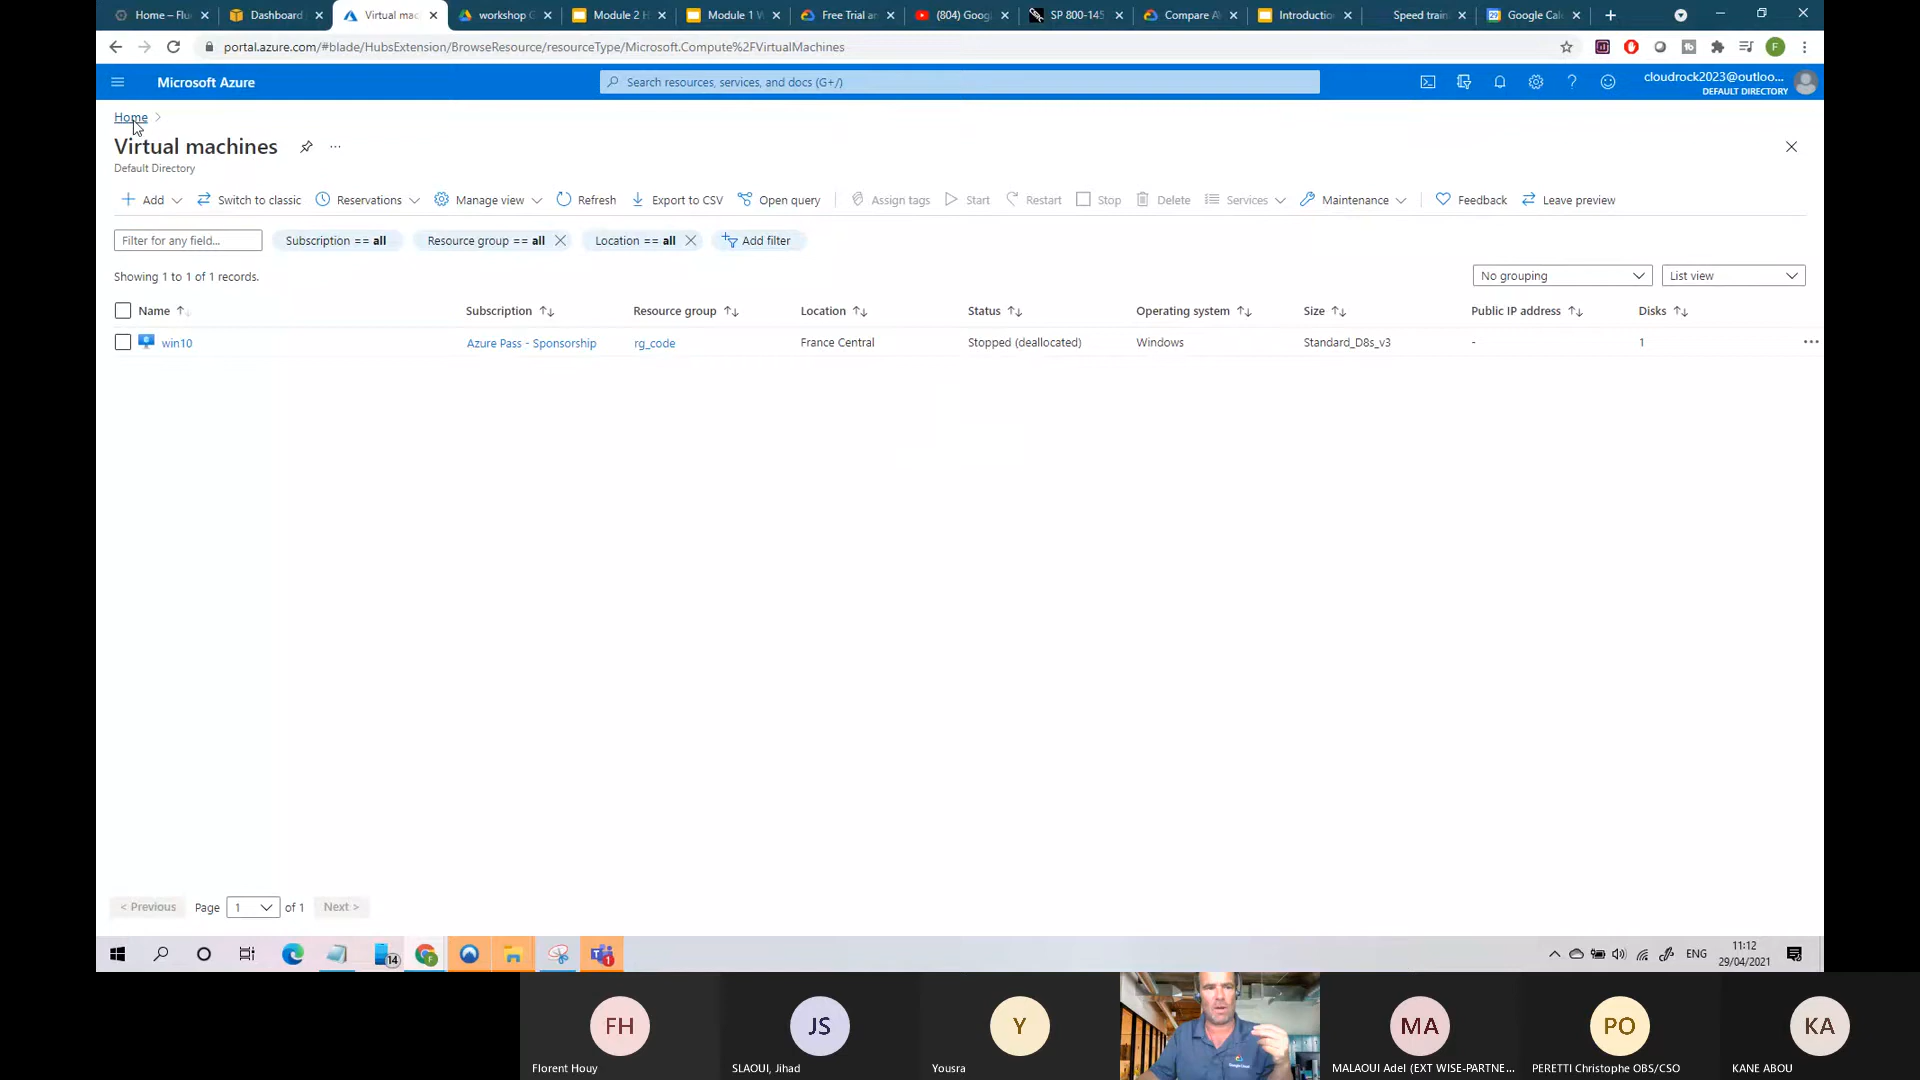 Home – Flu
Dashboard
Virtual mac
workshop G
Module 2 H
Module 1 W
Free Trial an
(804) Goog
SP 800-145
Compare A
Introductio
Speed train
Google Cal
portal.azure.com/#blade/HubsExtension/BrowseResource/resourceType/Microsoft.Compute%2FVirtualMachines
F
Microsoft Azure
Search resources, services, and docs (G+/)
cloudrock2023@outloo...
DEFAULT DIRECTORY
Home >
Virtual machines
Default Directory
Add
Switch to classic
Reservations
Manage view
Refresh
Export to CSV
Open query
Assign tags
Start
Restart
Stop
Delete
Services
Maintenance
Feedback
Leave preview
Filter for any field...
Subscription == all
Resource group == all
Location == all
Add filter
Showing 1 to 1 of 1 records.
No grouping
List view
Name
Subscription
Resource group
Location
Status
Operating system
Size
Public IP address
Disks
win10
Azure Pass - Sponsorship
rg_code
France Central
Stopped (deallocated)
Windows
Standard_D8s_v3
-
1
< Previous
Page
1
of 1
Next >
14
F
1
ENG
11:12
29/04/2021
FH
JS
Y
MA
PO
KA
Florent Houy
SLAOUI, Jihad
Yousra
MALAOUI Adel (EXT WISE-PARTNE...
PERETTI Christophe OBS/CSO
KANE ABOU